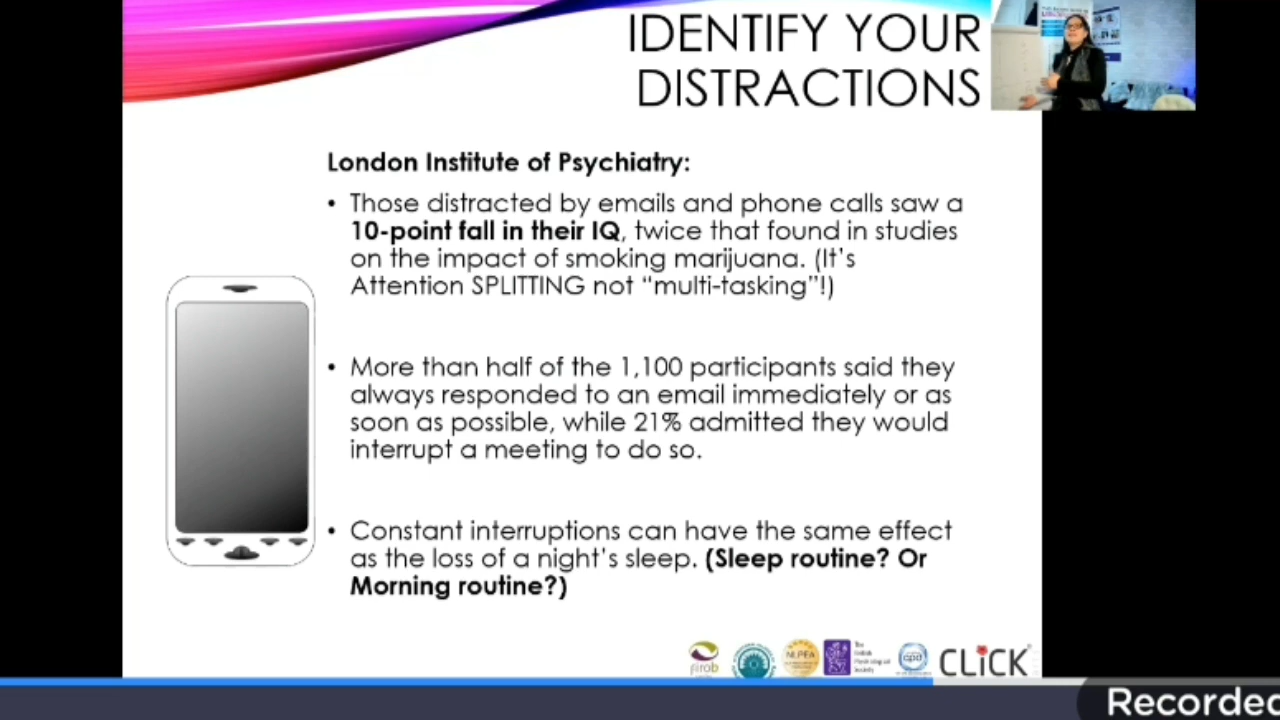 IDENTIFY YOUR
DISTRACTIONS
London Institute of Psychiatry:
• Those distracted by emails and phone calls saw a
10-point fall in their IQ, twice that found in studies
on the impact of smoking marijuana. (It's
Attention SPLITTING not “multi-tasking”!)
• More than half of the 1,100 participants said they
always responded to an email immediately or as
soon as possible, while 21% admitted they would
interrupt a meeting to do so.
• Constant interruptions can have the same effect
as the loss of a night's sleep. (Sleep routine? Or
Morning routine?)
firob
NLPEA
The
cpd
CLiCK
Recorded